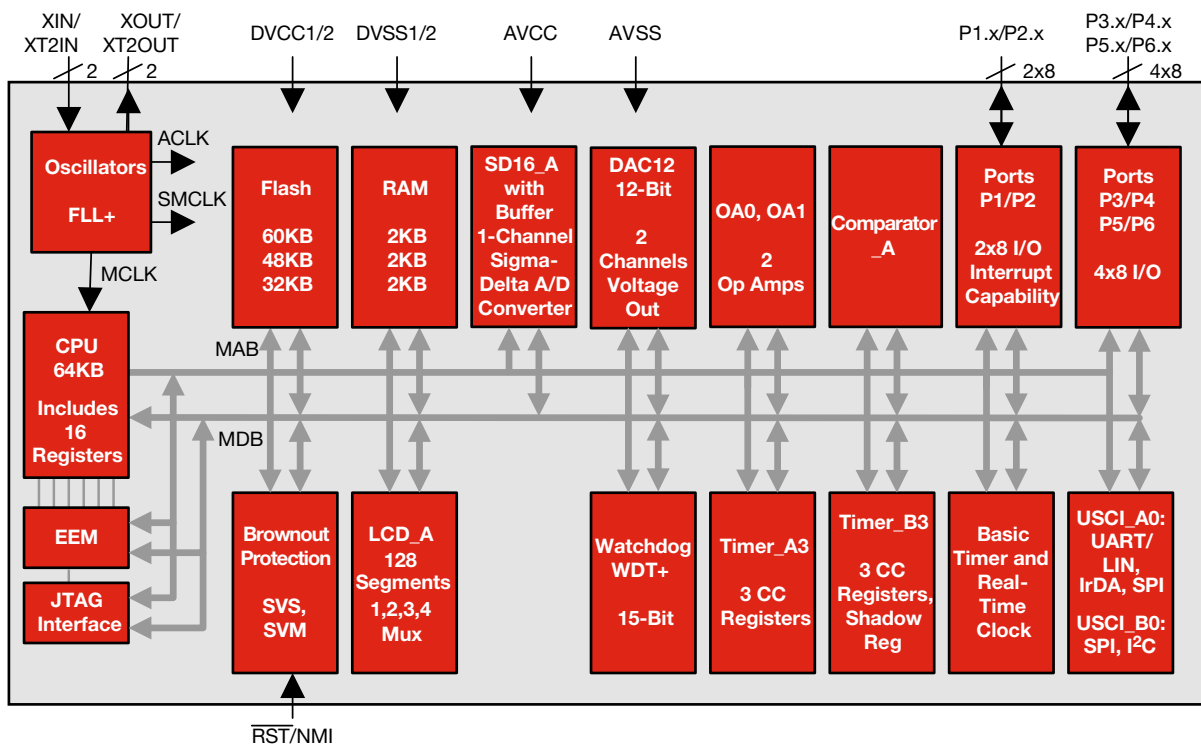 XIN/
XT2IN
XOUT/
XT2OUT
DVCC1/2
DVSS1/2
AVCC
AVSS
P1.x/P2.x
P3.x/P4.x
P5.x/P6.x
2
2
2x8
4x8
Oscillators
FLL+
ACLK
SMCLK
MCLK
Flash
60KB
48KB
32KB
RAM
2KB
2KB
2KB
SD16_A
with
Buffer
1-Channel
Sigma-
Delta A/D
Converter
DAC12
12-Bit
2
Channels
Voltage
Out
OA0, OA1
2
Op Amps
Comparator
_A
Ports
P1/P2
2x8 I/O
Interrupt
Capability
Ports
P3/P4
P5/P6
4x8 I/O
CPU
64KB
Includes
16
Registers
MAB
MDB
EEM
JTAG
Interface
Brownout
Protection
SVS,
SVM
LCD_A
128
Segments
1,2,3,4
Mux
Watchdog
WDT+
15-Bit
Timer_A3
3 CC
Registers
Timer_B3
3 CC
Registers,
Shadow
Reg
Basic
Timer and
Real-
Time
Clock
USCI_A0:
UART/
LIN,
IrDA, SPI
USCI_B0:
SPI, I²C
RST/NMI